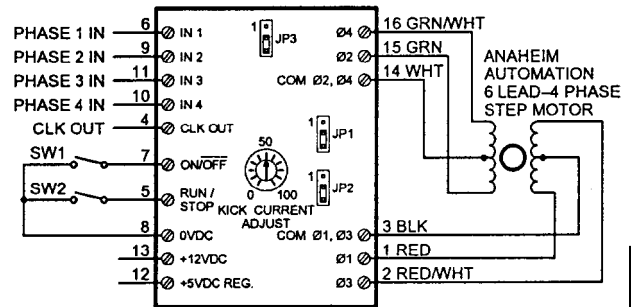 PHASE 1 IN 6 IN 1
PHASE 2 IN 9 IN 2
PHASE 3 IN 11 IN 3
PHASE 4 IN 10 IN 4
CLK OUT 4 CLK OUT
SW1 7 ON/OFF
SW2 5 RUN / STOP
8 0VDC
13 +12VDC
12 +5VDC REG.
1 JP3
1 JP1
1 JP2
50
0 100
KICK CURRENT
ADJUST
Ø4 16 GRN/WHT
Ø2 15 GRN
COM Ø2, Ø4 14 WHT
COM Ø1, Ø3 3 BLK
Ø1 1 RED
Ø3 2 RED/WHT
ANAHEIM
AUTOMATION
6 LEAD–4 PHASE
STEP MOTOR